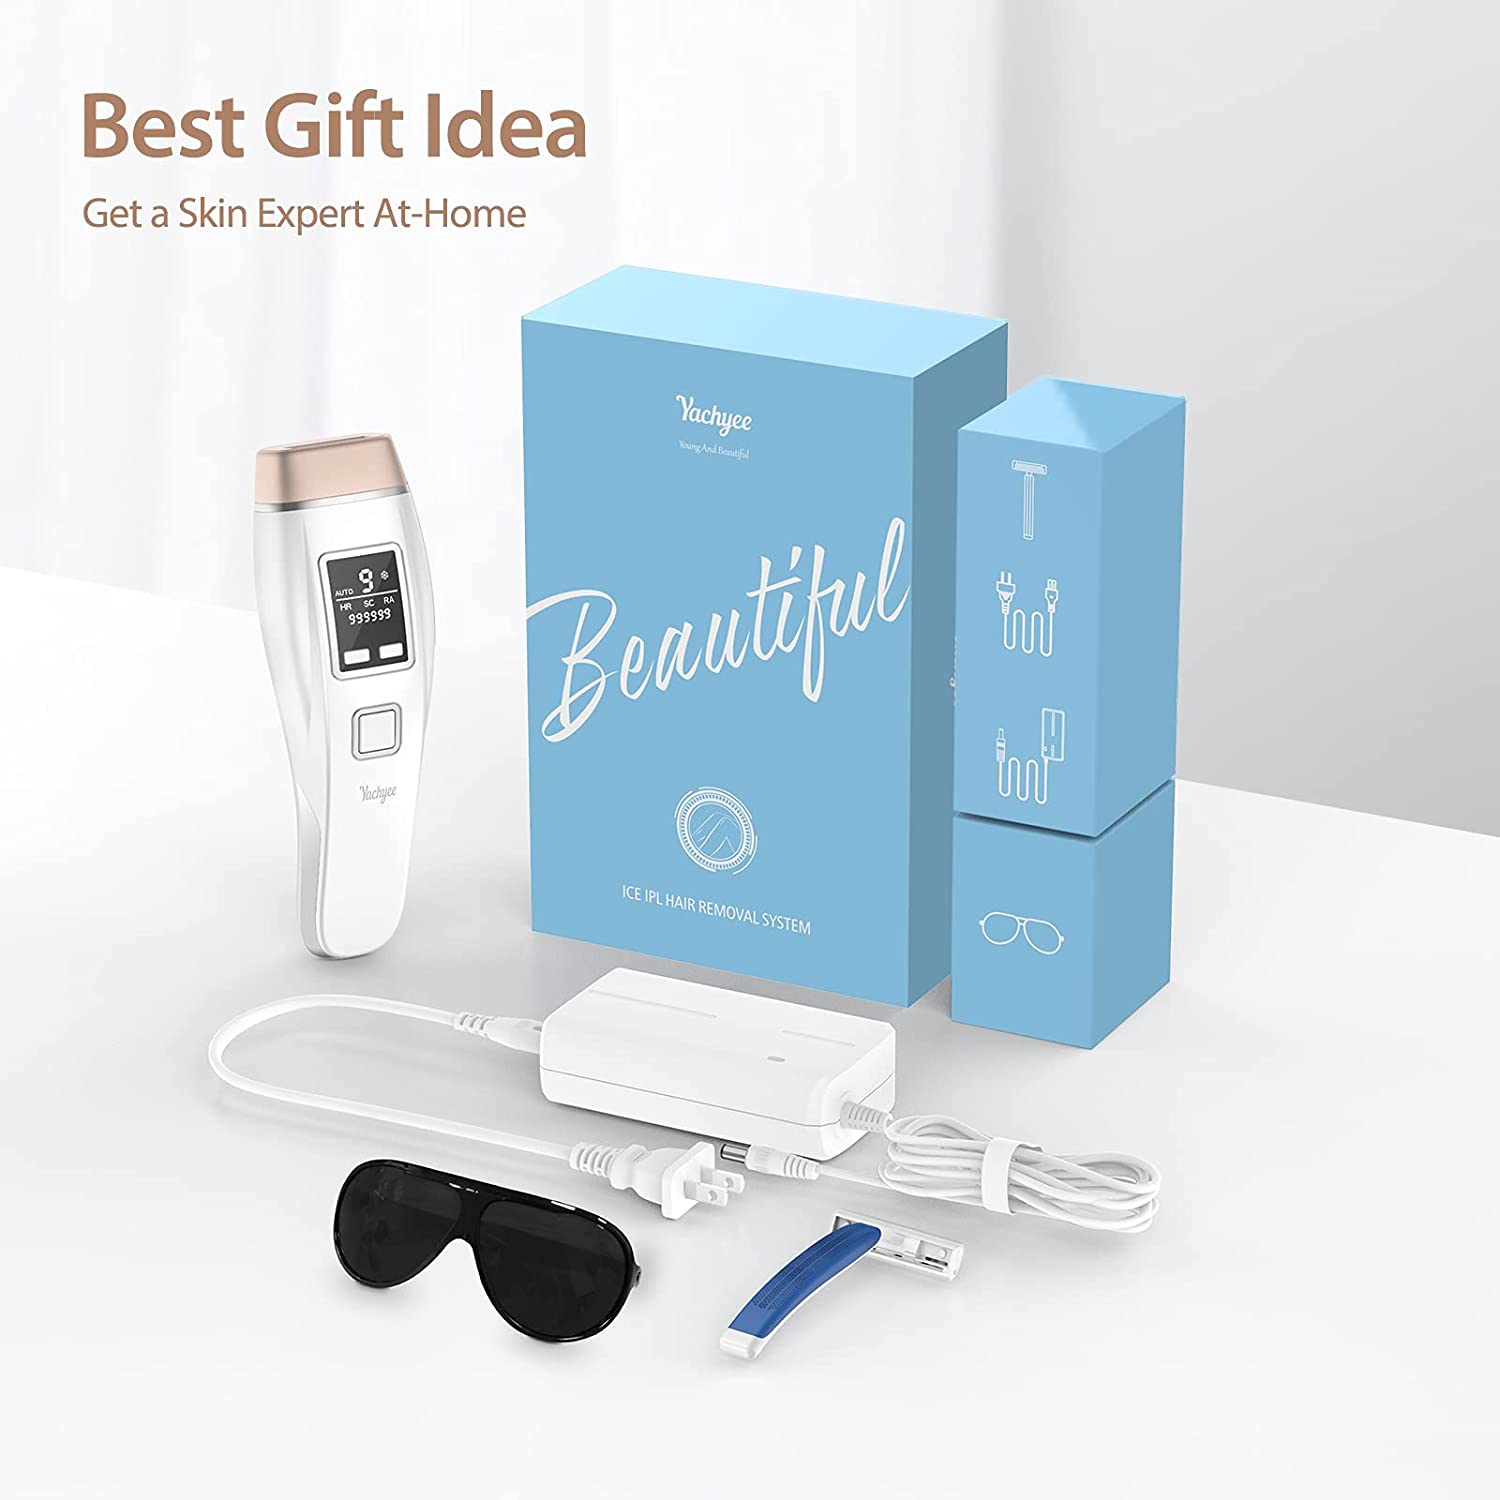 Best Gift Idea
Get a Skin Expert At-Home
Yachyee
Young And Beautiful
Beautiful
ICE IPL HAIR REMOVAL SYSTEM
9
AUTO
HR SC RA
999999
Yachyee